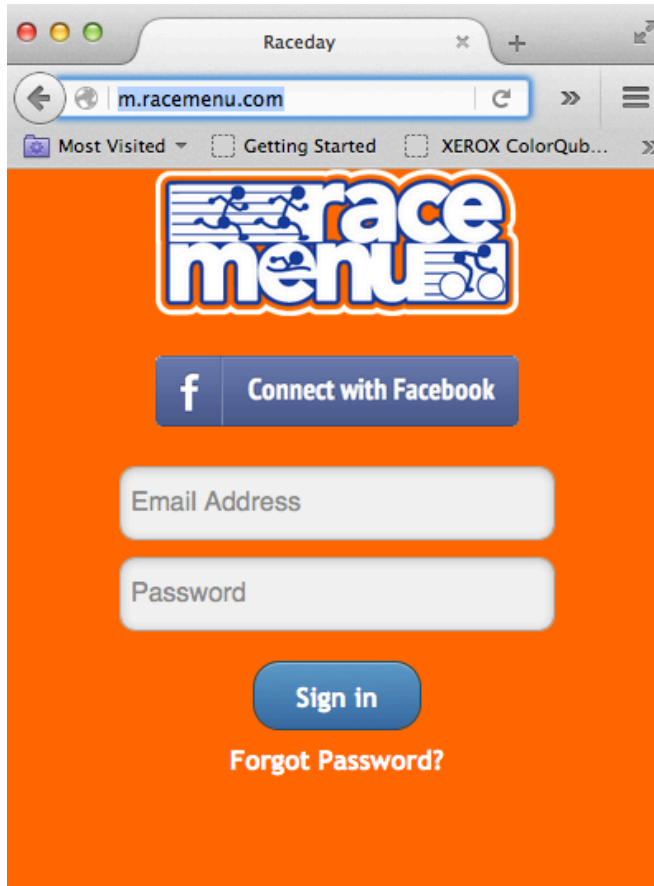 Raceday
m.racemenu.com
Most Visited Getting Started XEROX ColorQub...
race
menu
f Connect with Facebook
Email Address
Password
Sign in
Forgot Password?